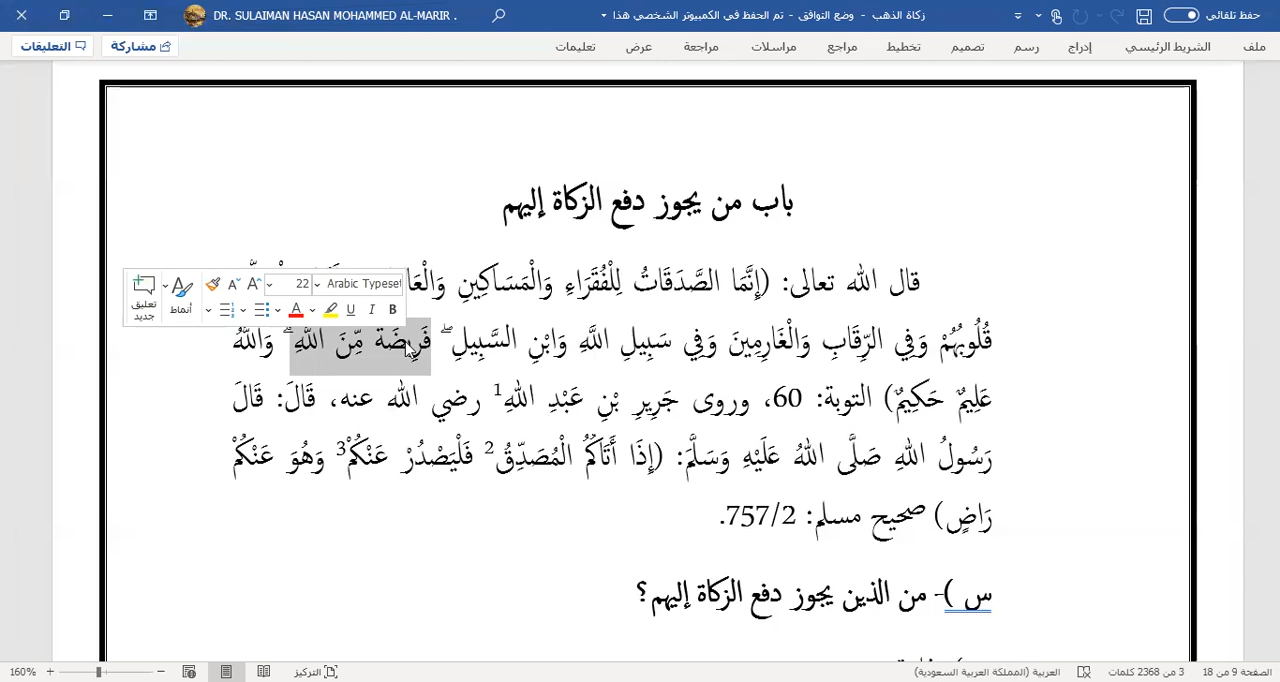 حفظ تلقائي
زكاة الذهب - وضع التوافق - تم الحفظ في الكمبيوتر الشخصي هذا
DR. SULAIMAN HASAN MOHAMMED AL-MARIR .
ملف الشريط الرئيسي إدراج رسم تصميم تخطيط مراجع مراسلات مراجعة عرض تعليمات
مشاركة التعليقات
باب من يجوز دفع الزكاة إليهم
قال الله تعالى: (إِنَّمَا الصَّدَقَاتُ لِلْفُقَرَاءِ وَالْمَسَاكِينِ
Arabic Typeset 22
تعليق جديد أنماط
B I U A
قُلُوبُهُمْ وَفِي الرِّقَابِ وَالْغَارِمِينَ وَفِي سَبِيلِ اللَّهِ وَابْنِ السَّبِيلِ ۖ فَرِيضَةً مِّنَ اللَّهِ ۗ وَاللَّهُ
عَلِيمٌ حَكِيمٌ) التوبة: 60، وروى جَرِيرِ بْنِ عَبْدِ اللهِ1 رضي الله عنه، قَالَ: قَالَ
رَسُولُ اللهِ صَلَّى اللهُ عَلَيْهِ وَسَلَّمَ: (إِذَا أَتَاكُمُ الْمُصَدِّقُ2 فَلْيَصْدُرْ عَنْكُمْ3 وَهُوَ عَنْكُمْ
رَاضٍ) صحيح مسلم: 757/2.
س )- من الذين يجوز دفع الزكاة إليهم؟
الصفحة 9 من 18 3 من 2368 كلمات العربية (المملكة العربية السعودية) التركيز 160%